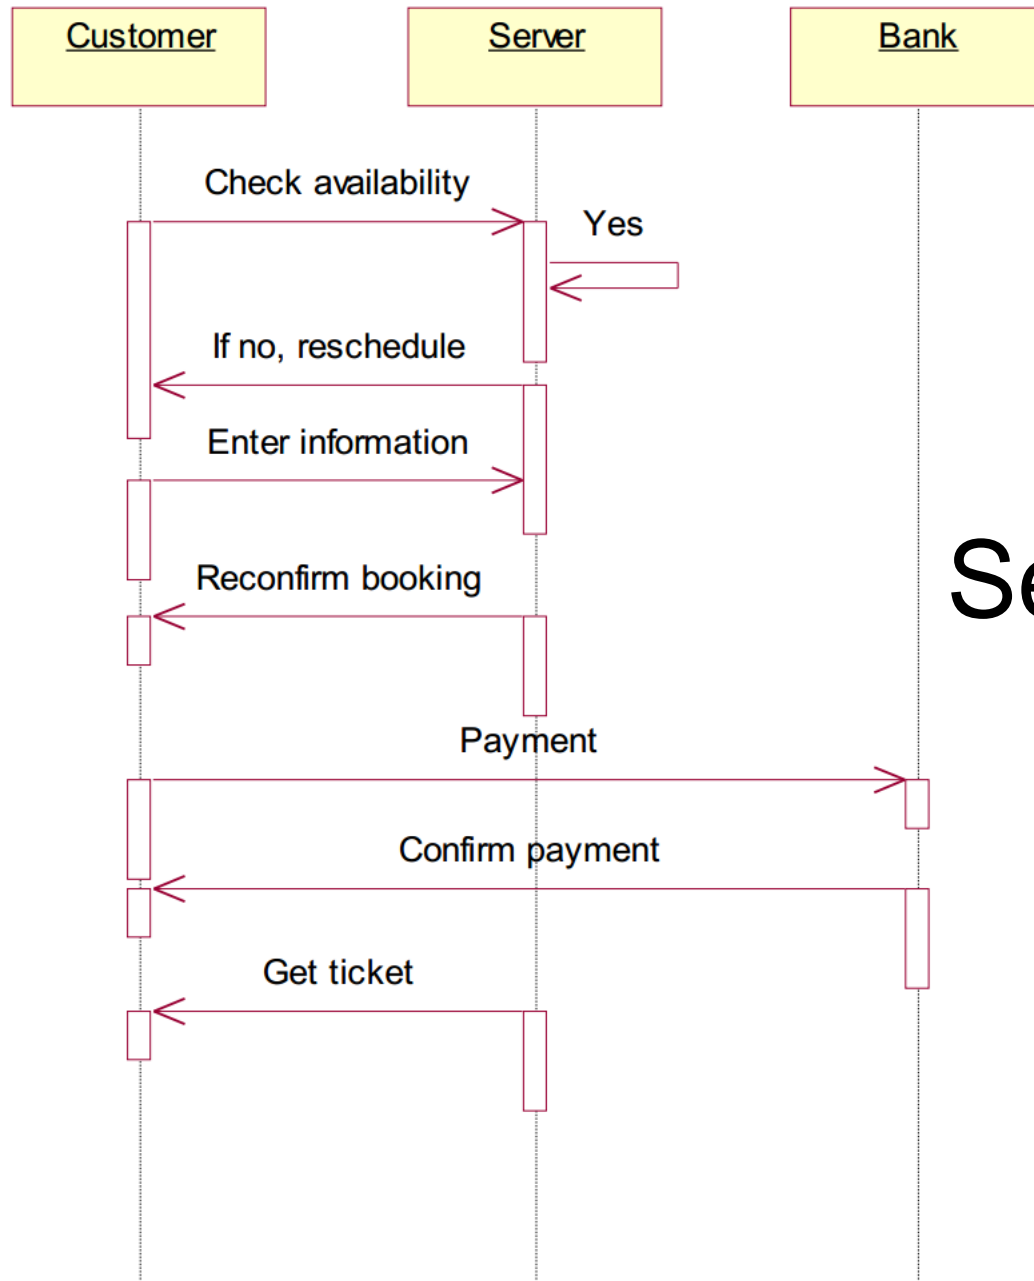 Customer
Server
Bank
Check availability
Yes
If no, reschedule
Enter information
Reconfirm booking
Payment
Confirm payment
Get ticket